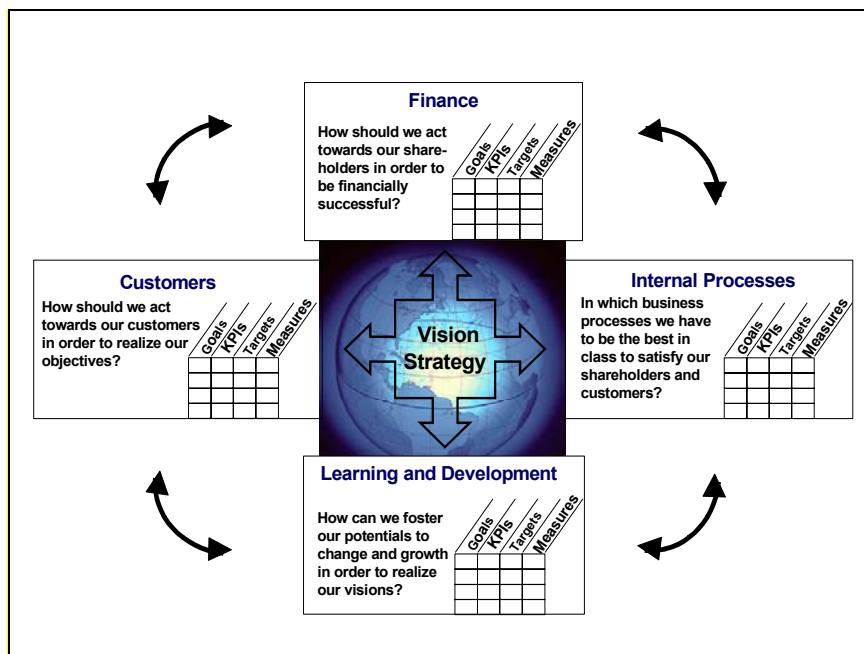 Finance
How should we act
towards our share-
holders in order to
be financially
successful?
Goals
KPIs
Targets
Measures
Customers
How should we act
towards our customers
in order to realize our
objectives?
Goals
KPIs
Targets
Measures
Vision
Strategy
Internal Processes
In which business
processes we have
to be the best in
class to satisfy our
shareholders and
customers?
Goals
KPIs
Targets
Measures
Learning and Development
How can we foster
our potentials to
change and growth
in order to realize
our visions?
Goals
KPIs
Targets
Measures